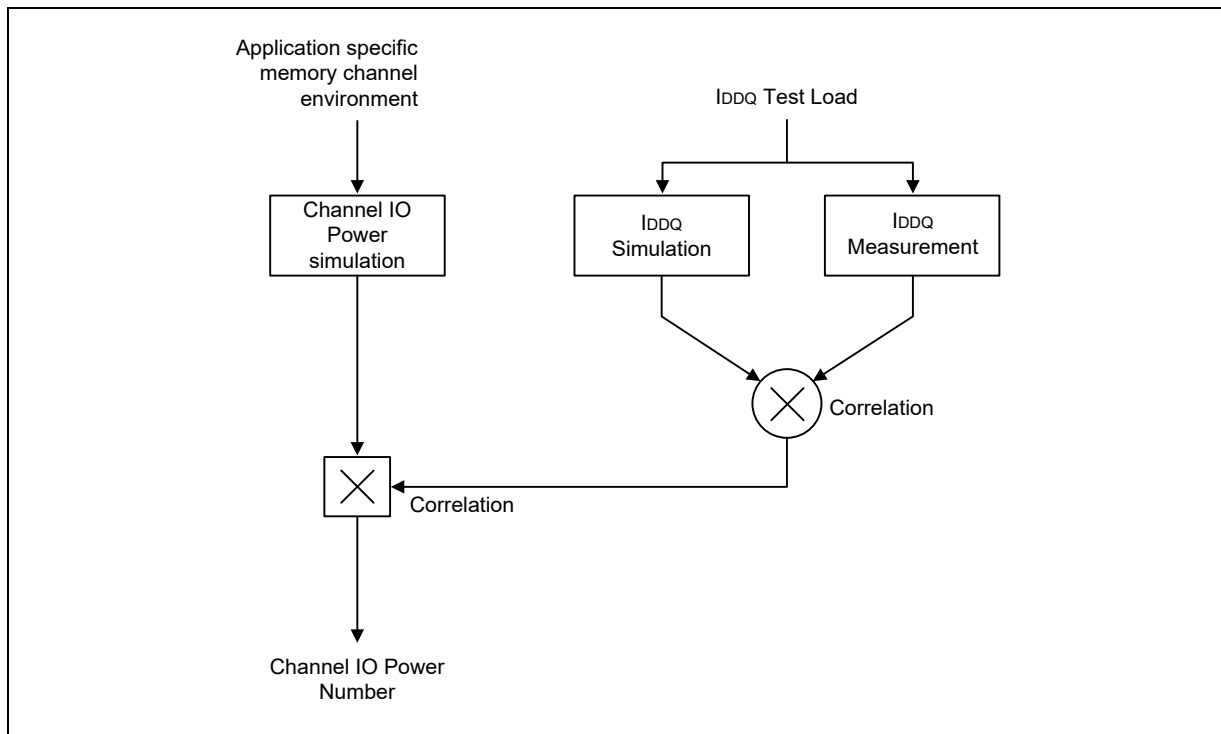 Application specific
memory channel
environment
IDDQ Test Load
Channel IO
Power
simulation
IDDQ
Simulation
IDDQ
Measurement
Correlation
Correlation
Channel IO Power
Number